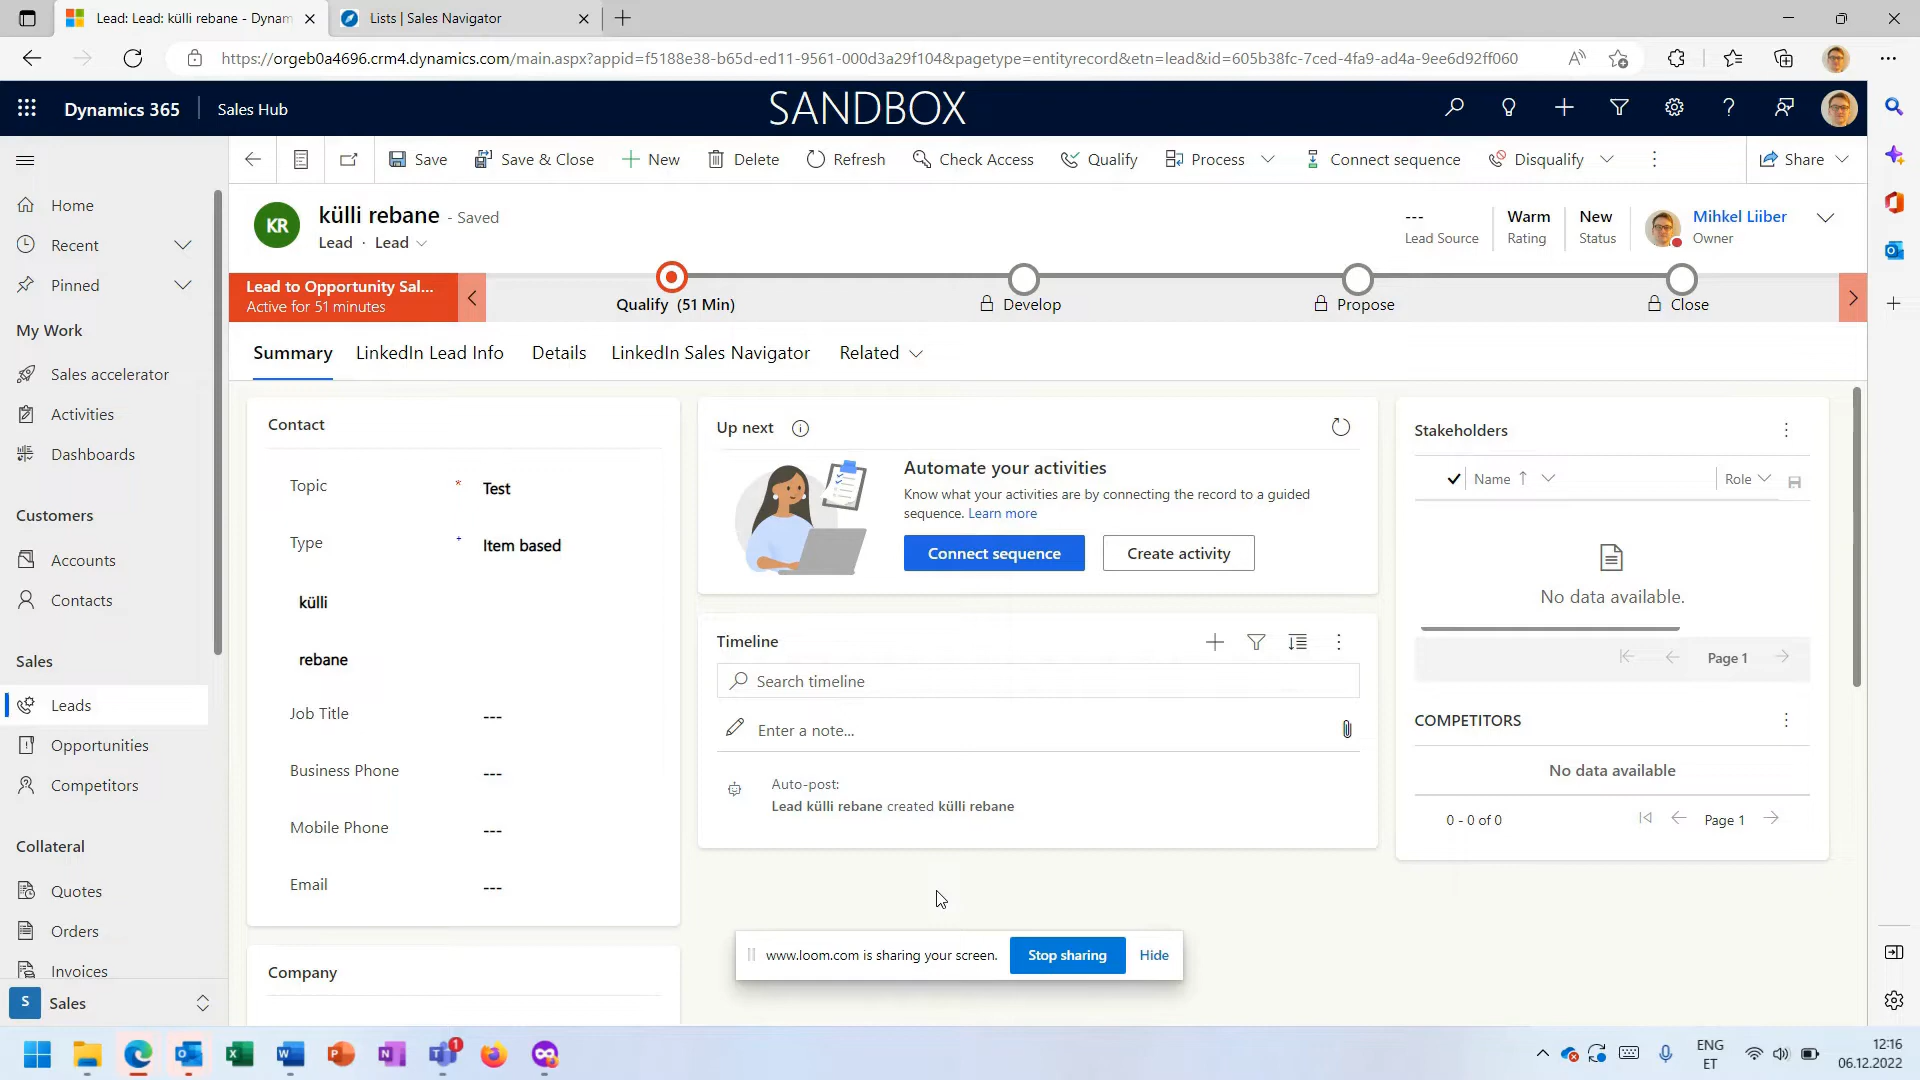 Lead: Lead: külli rebane - Dynam
Lists | Sales Navigator
https://orgeb0a4696.crm4.dynamics.com/main.aspx?appid=f5188e38-b65d-ed11-9561-000d3a29f104&pagetype=entityrecord&etn=lead&id=605b38fc-7ced-4fa9-ad4a-9ee6d92ff060
Dynamics 365
Sales Hub
SANDBOX
Save
Save & Close
New
Delete
Refresh
Check Access
Qualify
Process
Connect sequence
Disqualify
Share
Home
Recent
Pinned
My Work
Sales accelerator
Activities
Dashboards
Customers
Accounts
Contacts
Sales
Leads
Opportunities
Competitors
Collateral
Quotes
Orders
Invoices
S
Sales
KR
külli rebane - Saved
Lead · Lead
---
Lead Source
Warm
Rating
New
Status
Mihkel Liiber
Owner
Lead to Opportunity Sal...
Active for 51 minutes
Qualify (51 Min)
Develop
Propose
Close
Summary
LinkedIn Lead Info
Details
LinkedIn Sales Navigator
Related
Contact
Topic * Test
Type + Item based
külli
rebane
Job Title ---
Business Phone ---
Mobile Phone ---
Email ---
Company
Up next
Automate your activities
Know what your activities are by connecting the record to a guided
sequence. Learn more
Connect sequence
Create activity
Timeline
Search timeline
Enter a note...
Auto-post:
Lead külli rebane created külli rebane
Stakeholders
Name
Role
No data available.
Page 1
COMPETITORS
No data available
0 - 0 of 0
Page 1
www.loom.com is sharing your screen.
Stop sharing
Hide
1
ENG
ET
12:16
06.12.2022